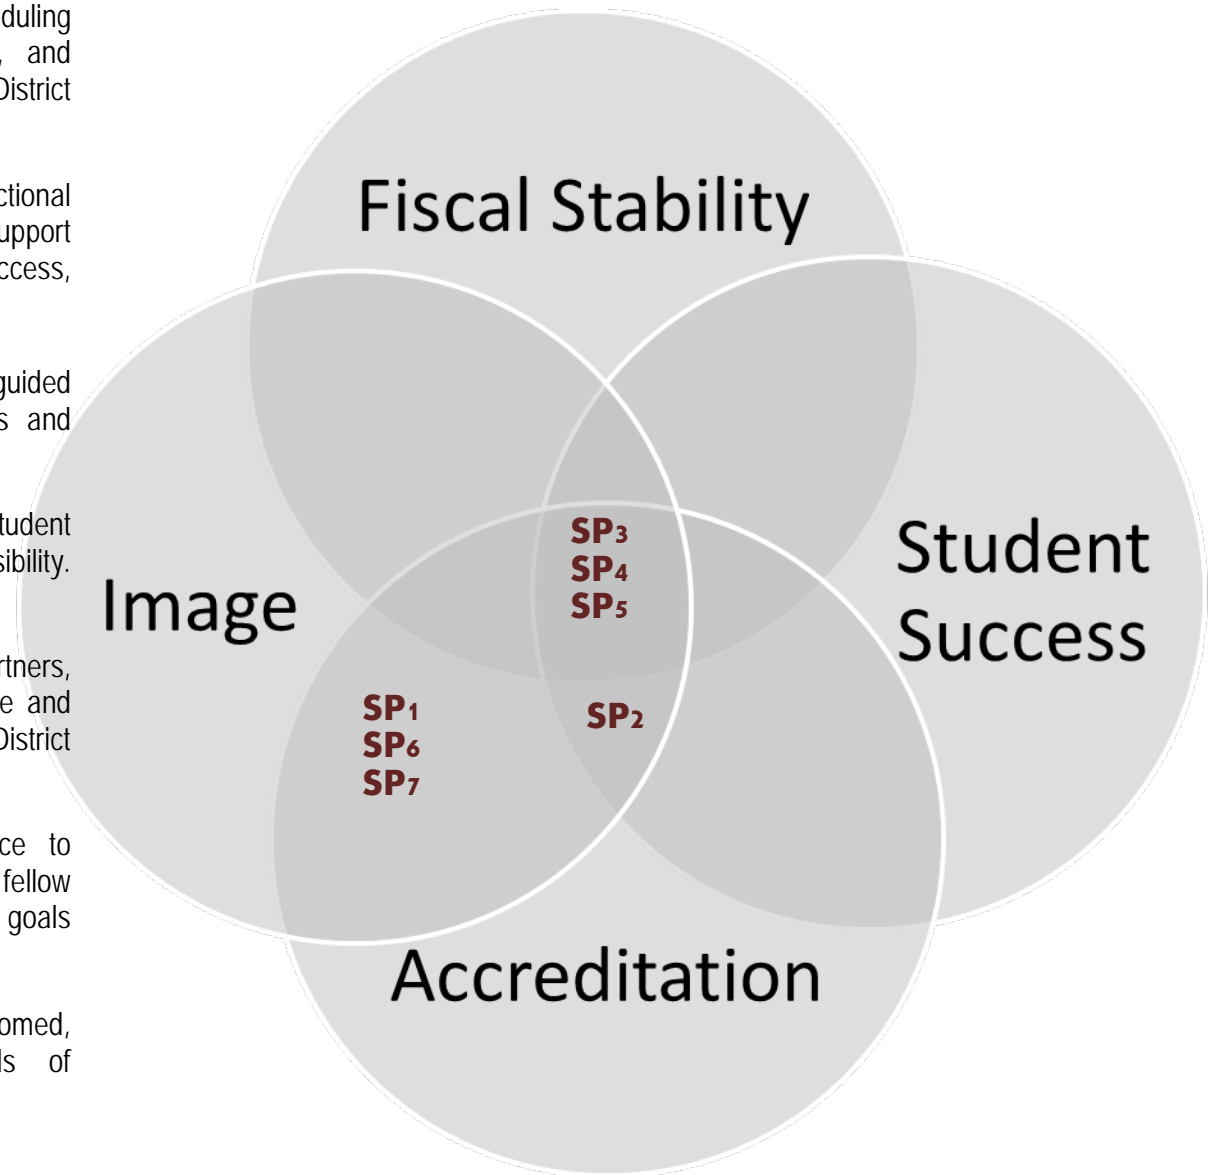 duling
, and
District
ctional
upport
ccess,
guided
s and
tudent
sibility.
rtners,
e and
District
ce to
fellow
goals
omed,
ls of
Fiscal Stability
Image
Student
Success
SP3
SP4
SP5
SP1
SP6
SP7
SP2
Accreditation